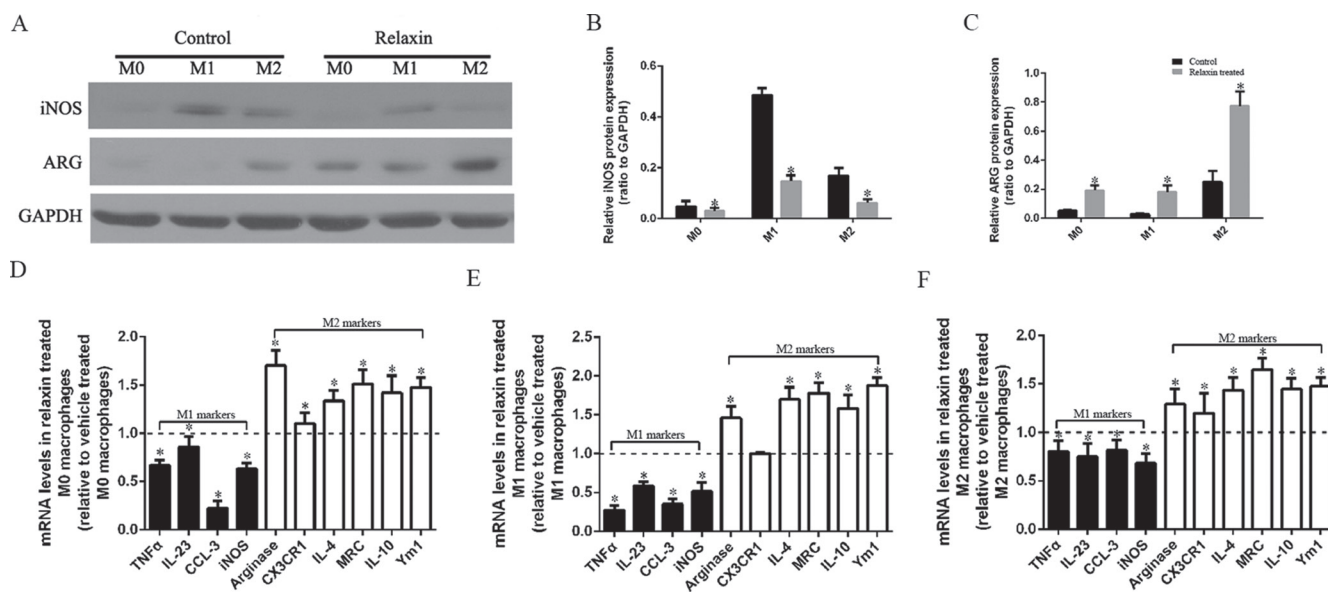 A
Control
Relaxin
M0
M1
M2
M0
M1
M2
iNOS
ARG
GAPDH
B
Relative iNOS protein expression
(ratio to GAPDH)
0.6
0.4
0.2
0.0
*
*
*
M0
M1
M2
C
Relative ARG protein expression
(ratio to GAPDH)
1.0
0.8
0.6
0.4
0.2
0.0
Control
Relaxin treated
*
*
*
M0
M1
M2
D
mRNA levels in relaxin treated
M0 macrophages
(relative to vehicle treated
M0 macrophages)
2.0
1.5
1.0
0.5
0.0
M1 markers
M2 markers
*
*
*
*
*
*
*
*
*
*
TNFα
IL-23
CCL-3
iNOS
Arginase
CX3CR1
IL-4
MRC
IL-10
Ym1
E
mRNA levels in relaxin treated
M1 macrophages
(relative to vehicle treated
M1 macrophages)
2.5
2.0
1.5
1.0
0.5
0.0
M1 markers
M2 markers
*
*
*
*
*
*
*
*
*
TNFα
IL-23
CCL-3
iNOS
Arginase
CX3CR1
IL-4
MRC
IL-10
Ym1
F
mRNA levels in relaxin treated
M2 macrophages
(relative to vehicle treated
M2 macrophages)
2.0
1.5
1.0
0.5
0.0
M1 markers
M2 markers
*
*
*
*
*
*
*
*
*
*
TNFα
IL-23
CCL-3
iNOS
Arginase
CX3CR1
IL-4
MRC
IL-10
Ym1